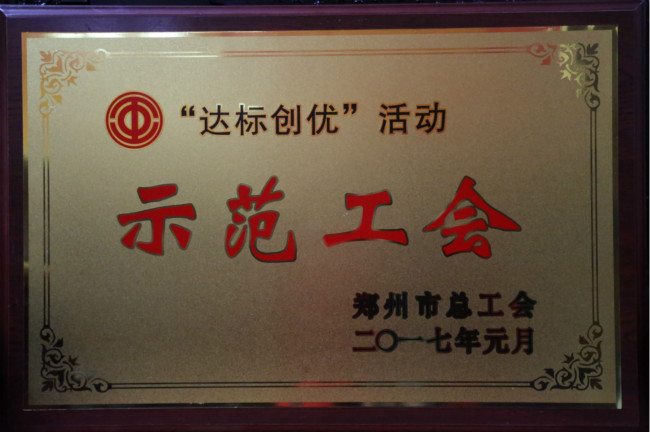 “达标创优”活动
示范工会
郑州市总工会
二〇一七年元月